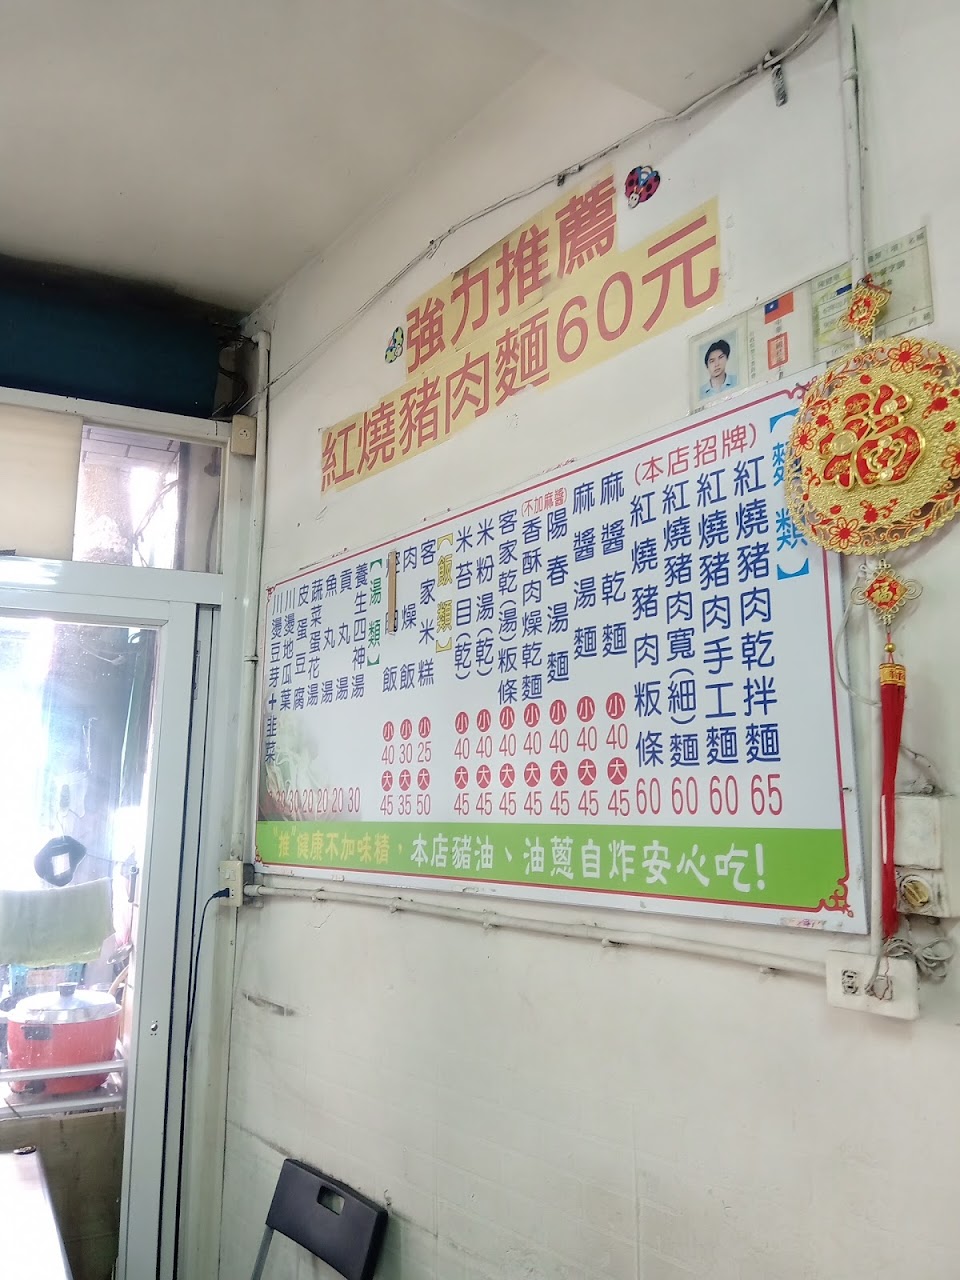 強力推薦
紅燒豬肉麵60元
【麵類】
(本店招牌)
紅燒豬肉乾拌麵 65
紅燒豬肉手工麵 60
紅燒豬肉寬(細)麵 60
紅燒豬肉粄條 60
麻醬乾麵 小40大45
麻醬湯麵 小40大45
(不加麻醬)
陽春湯麵 小40大45
香酥肉燥乾麵 小40大45
客家乾(湯)粄條 小40大45
米粉湯(乾) 小40大45
米苔目(乾) 小40大45
【飯類】
客家米糕 小25大50
肉燥飯 小30大35
飯 小40大45
【湯類】
養生四神湯 30
貢丸湯 20
魚丸湯 20
蔬菜蛋花湯 20
皮蛋豆腐
川燙地瓜葉
川燙豆芽+韭菜
"推"健康不加味精，本店豬油、油蔥自炸安心吃!